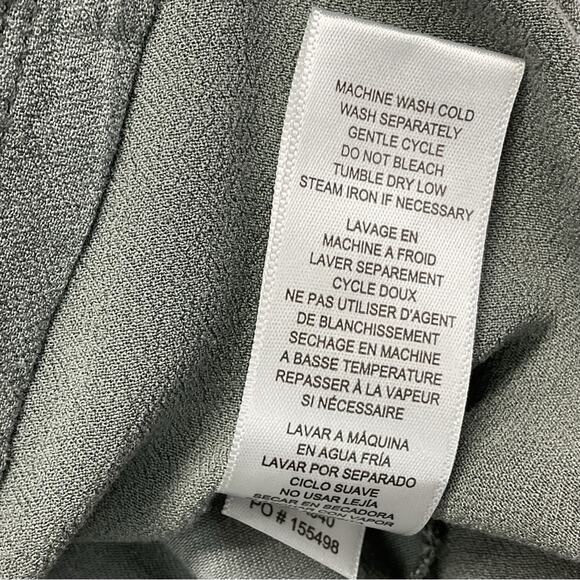 MACHINE WASH COLD
WASH SEPARATELY
GENTLE CYCLE
DO NOT BLEACH
TUMBLE DRY LOW
STEAM IRON IF NECESSARY
LAVAGE EN
MACHINE A FROID
LAVER SEPAREMENT
CYCLE DOUX
NE PAS UTILISER D'AGENT
DE BLANCHISSEMENT
SECHAGE EN MACHINE
A BASSE TEMPERATURE
REPASSER À LA VAPEUR
SI NÉCESSAIRE
LAVAR A MÁQUINA
EN AGUA FRÍA
LAVAR POR SEPARADO
CICLO SUAVE
NO USAR LEJÍA
SECAR EN SECADORA
PO # 155498